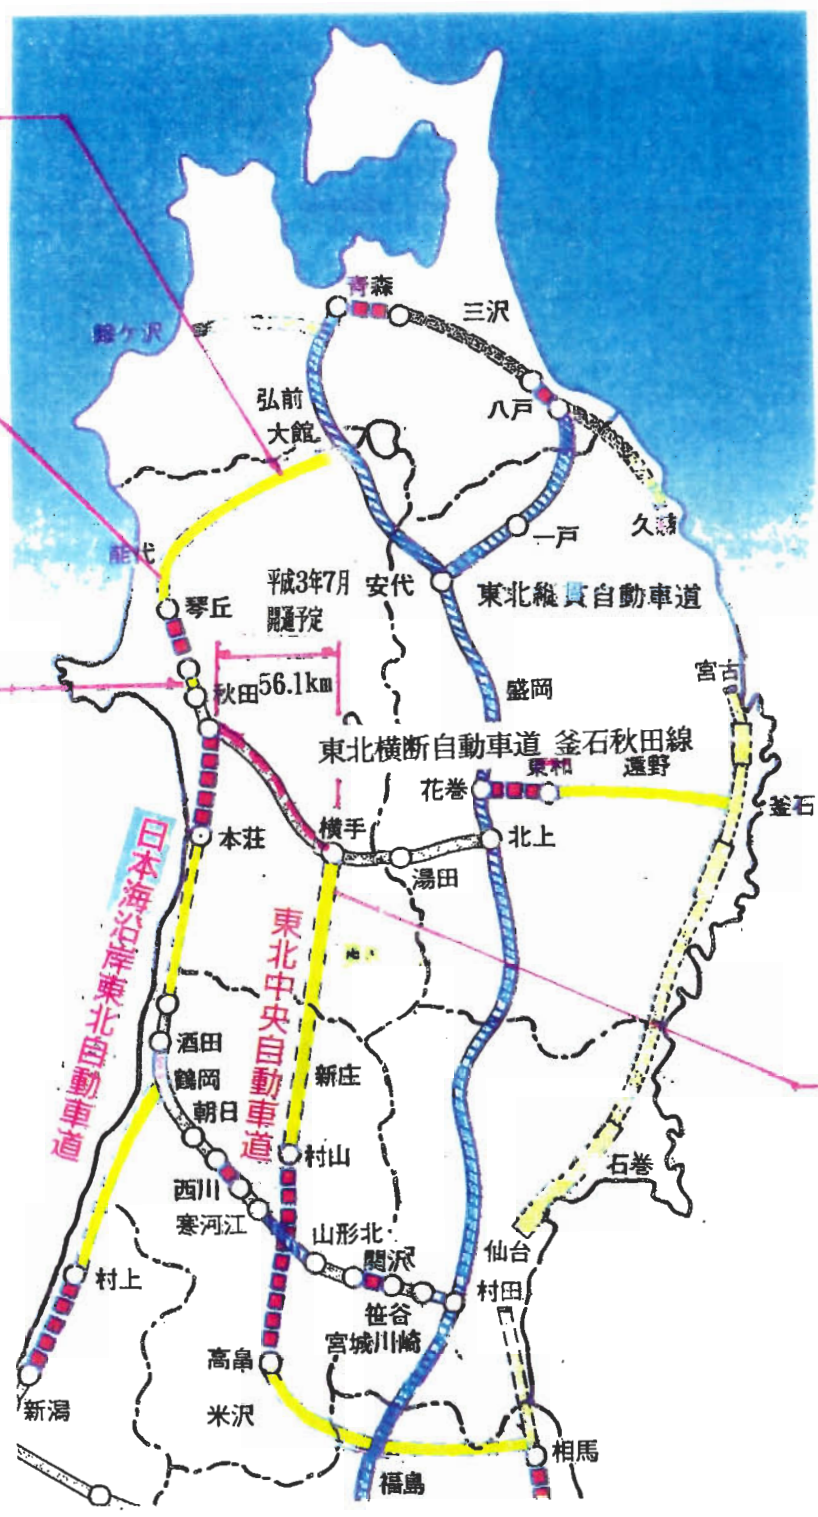 青森
三沢
鰺ケ沢
弘前
八戸
大館
久慈
一戸
能代
平成3年7月
開通予定
安代
琴丘
東北縦貫自動車道
宮古
秋田
56.1km
盛岡
東北横断自動車道 釜石秋田線
東和
遠野
花巻
釜石
横手
本荘
北上
湯田
日本海沿岸東北自動車道
東北中央自動車道
酒田
鶴岡
新庄
朝日
村山
石巻
西川
寒河江
山形北
関沢
仙台
村上
村田
笹谷
宮城川崎
高畠
新潟
米沢
相馬
福島